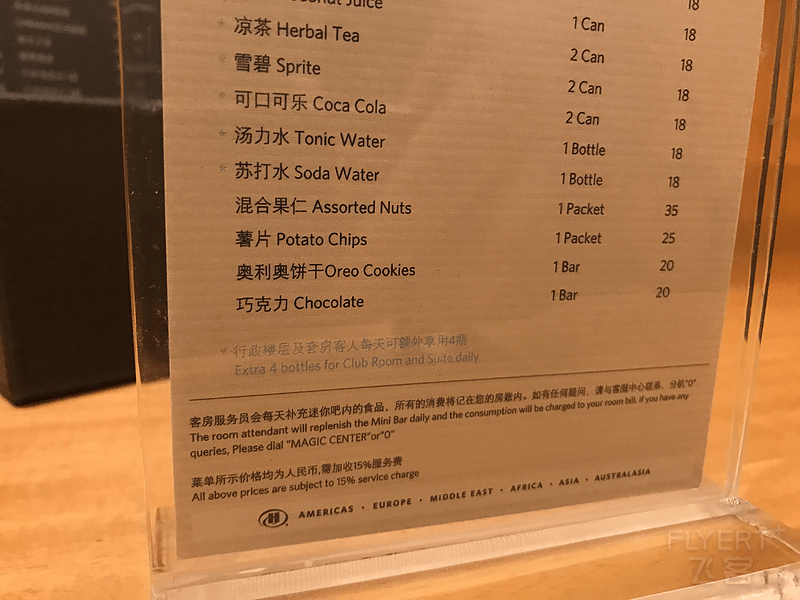 Coconut Juice 18
* 凉茶 Herbal Tea 1 Can 18
* 雪碧 Sprite 2 Can 18
* 可口可乐 Coca Cola 2 Can 18
* 汤力水 Tonic Water 2 Can 18
* 苏打水 Soda Water 1 Bottle 18
混合果仁 Assorted Nuts 1 Bottle 18
薯片 Potato Chips 1 Packet 35
奥利奥饼干Oreo Cookies 1 Packet 25
巧克力 Chocolate 1 Bar 20
1 Bar 20
* 行政楼层及套房客人每天可额外享用4瓶
Extra 4 bottles for Club Room and Suite daily
客房服务员会每天补充迷你吧内的食品，所有的消费将记在您的房账内。如有任何疑问，请与客服中心联系，分机"0"
The room attendant will replenish the Mini Bar daily and the consumption will be charged to your room bill. if you have any
queries, Please dial "MAGIC CENTER"or"0"
菜单所示价格均为人民币,需加收15%服务费
All above prices are subject to 15% service charge
AMERICAS · EUROPE · MIDDLE EAST · AFRICA · ASIA · AUSTRALASIA
FLYERT
飞客